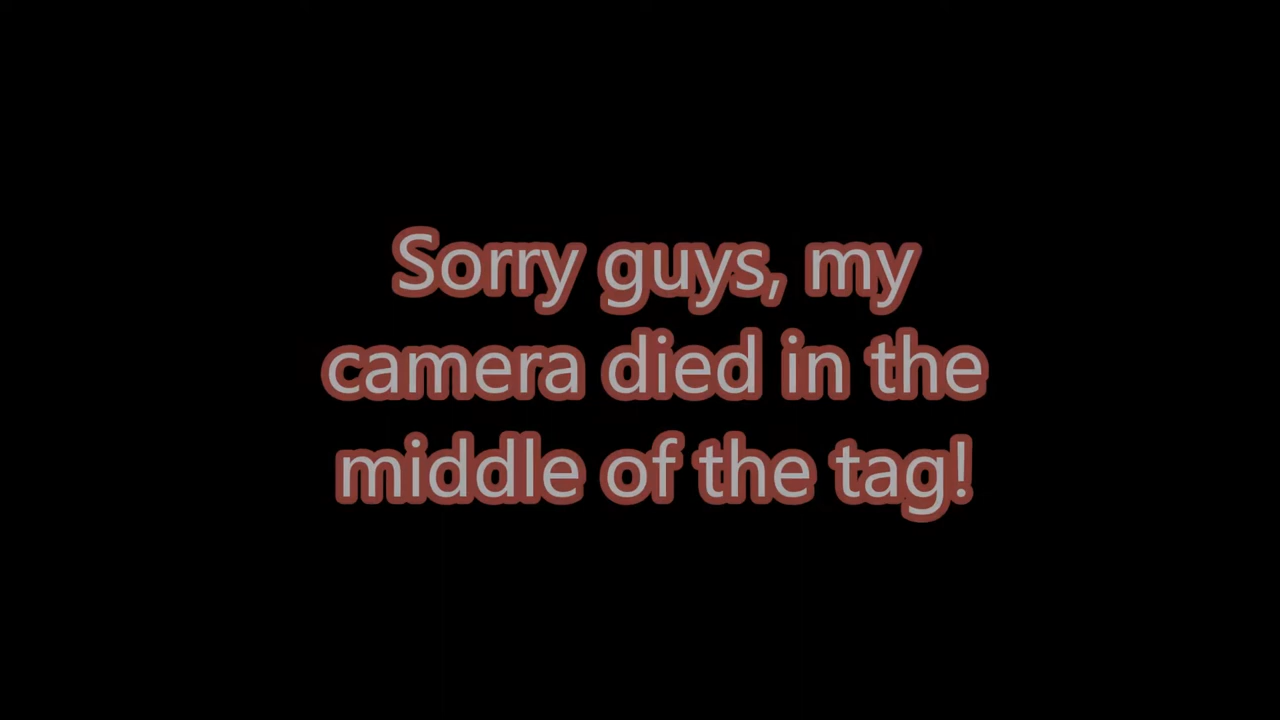 Sorry guys, my
camera died in the
middle of the tag!